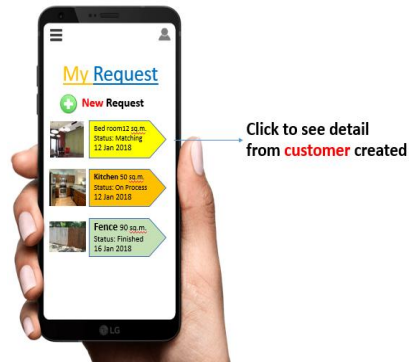 My Request
New Request
Bed room12 sq.m.
Status: Matching
12 Jan 2018
Kitchen 50 sq.m.
Status: On Process
12 Jan 2018
Fence 90 sq.m.
Status: Finished
16 Jan 2018
LG
Click to see detail
from customer created